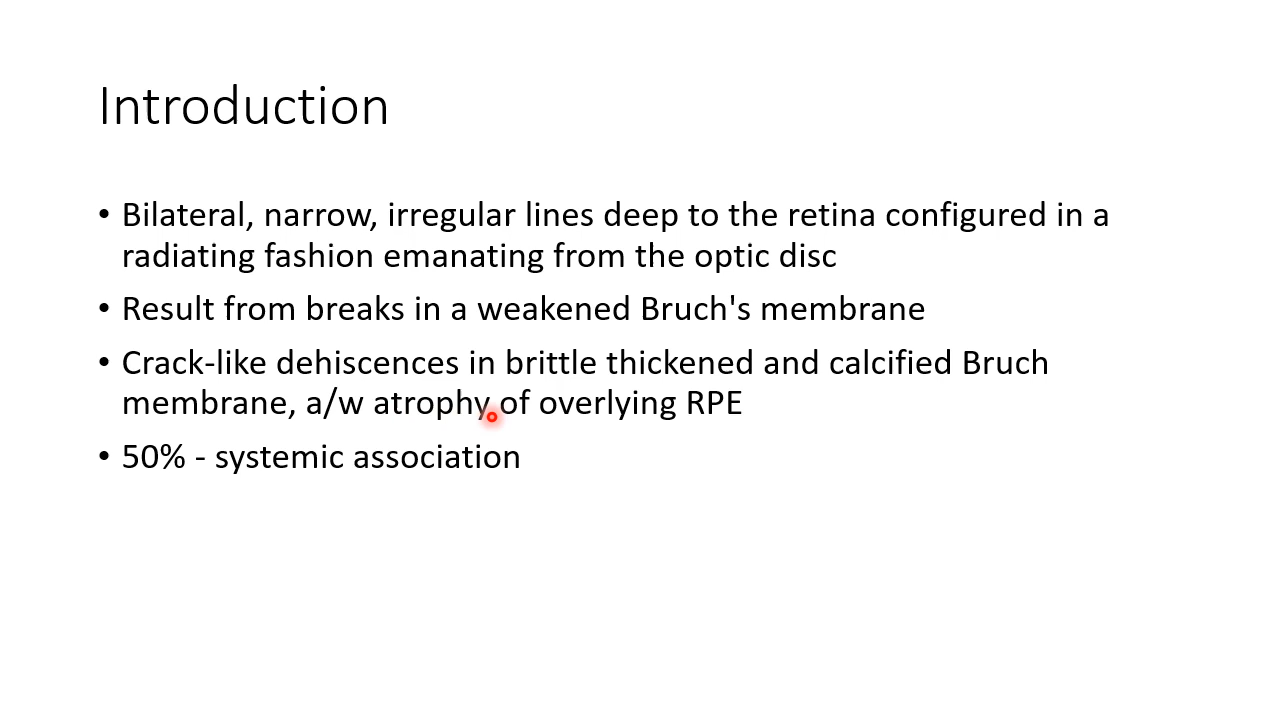 Introduction
• Bilateral, narrow, irregular lines deep to the retina configured in a
radiating fashion emanating from the optic disc
• Result from breaks in a weakened Bruch's membrane
• Crack-like dehiscences in brittle thickened and calcified Bruch
membrane, a/w atrophy of overlying RPE
• 50% - systemic association